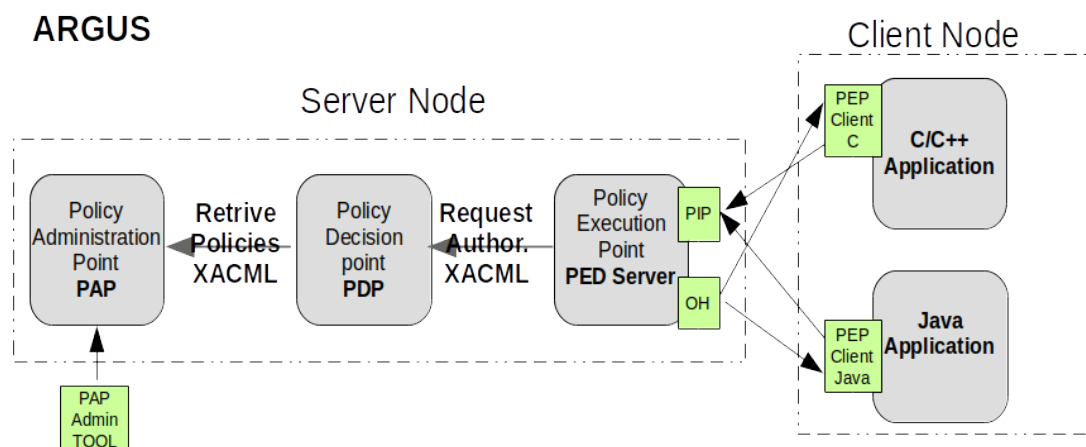 ARGUS
Client Node
Server Node
PEP
Client
C
C/C++
Application
Policy
Administration
Point
PAP
Retrive
Policies
XACML
Policy
Decision
point
PDP
Request
Author.
XACML
Policy
Execution
Point
PED Server
PIP
OH
PEP
Client
Java
Java
Application
PAP
Admin
TOOL